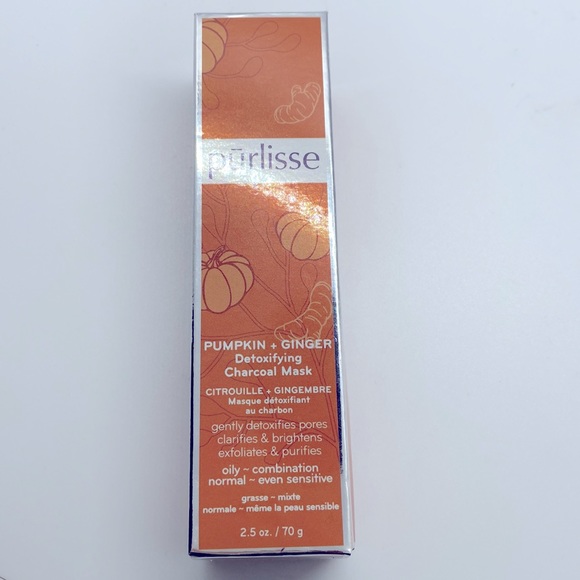 pūrlisse
PUMPKIN + GINGER
Detoxifying
Charcoal Mask
CITROUILLE + GINGEMBRE
Masque détoxifiant
au charbon
gently detoxifies pores
clarifies & brightens
exfoliates & purifies
oily ~ combination
normal ~ even sensitive
grasse ~ mixte
normale ~ même la peau sensible
2.5 oz. / 70 g